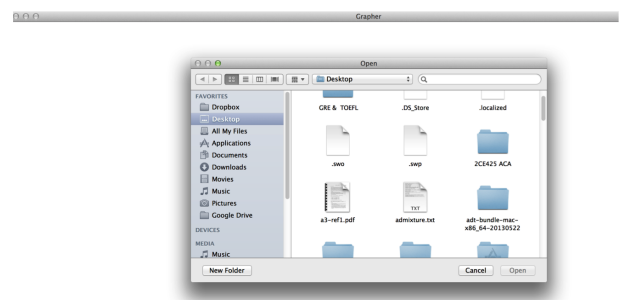 Grapher
Open
Desktop
FAVORITES
Dropbox
Desktop
All My Files
Applications
Documents
Downloads
Movies
Music
Pictures
Google Drive
DEVICES
MEDIA
Music
GRE & TOEFL
.DS_Store
.localized
.swo
.swp
2CE425 ACA
TXT
a3-ref1.pdf
admixture.txt
adt-bundle-mac-
x86_64-20130522
New Folder
Cancel
Open